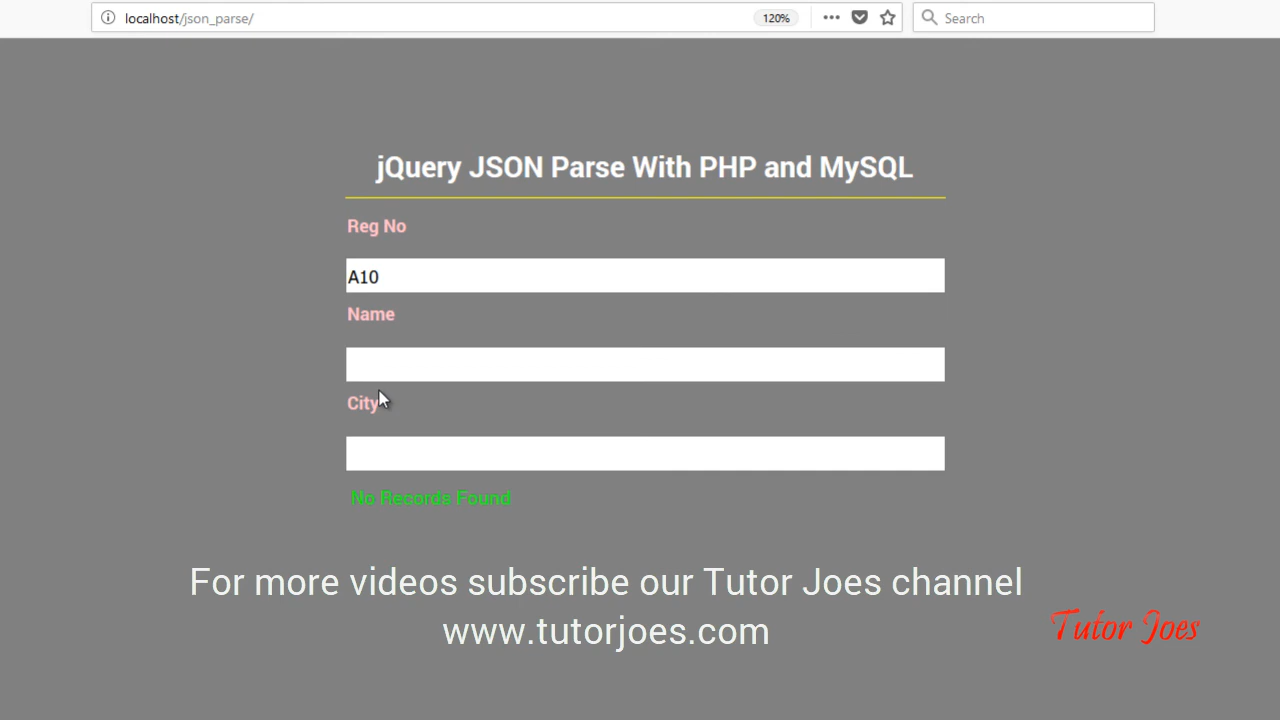 localhost/json_parse/
120%
Search
jQuery JSON Parse With PHP and MySQL
Reg No
A10
Name
City
No Records Found
For more videos subscribe our Tutor Joes channel
www.tutorjoes.com
Tutor Joes